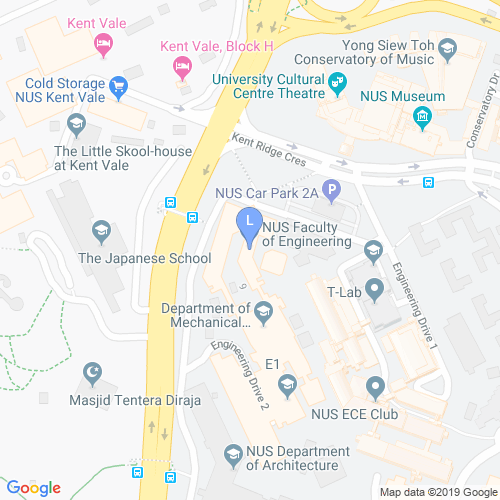 Kent Vale
Kent Vale, Block H
Yong Siew Toh
Conservatory of Music
Cold Storage
NUS Kent Vale
University Cultural
Centre Theatre
NUS Museum
Conservatory Dr
Kent Ridge Cres
The Little Skool-house
at Kent Vale
NUS Car Park 2A
P
L
NUS Faculty
of Engineering
The Japanese School
9
T-Lab
Engineering Drive 1
Department of
Mechanical...
Engineering Drive 2
E1
Masjid Tentera Diraja
NUS ECE Club
NUS Department
of Architecture
Google
Map data ©2019 Google